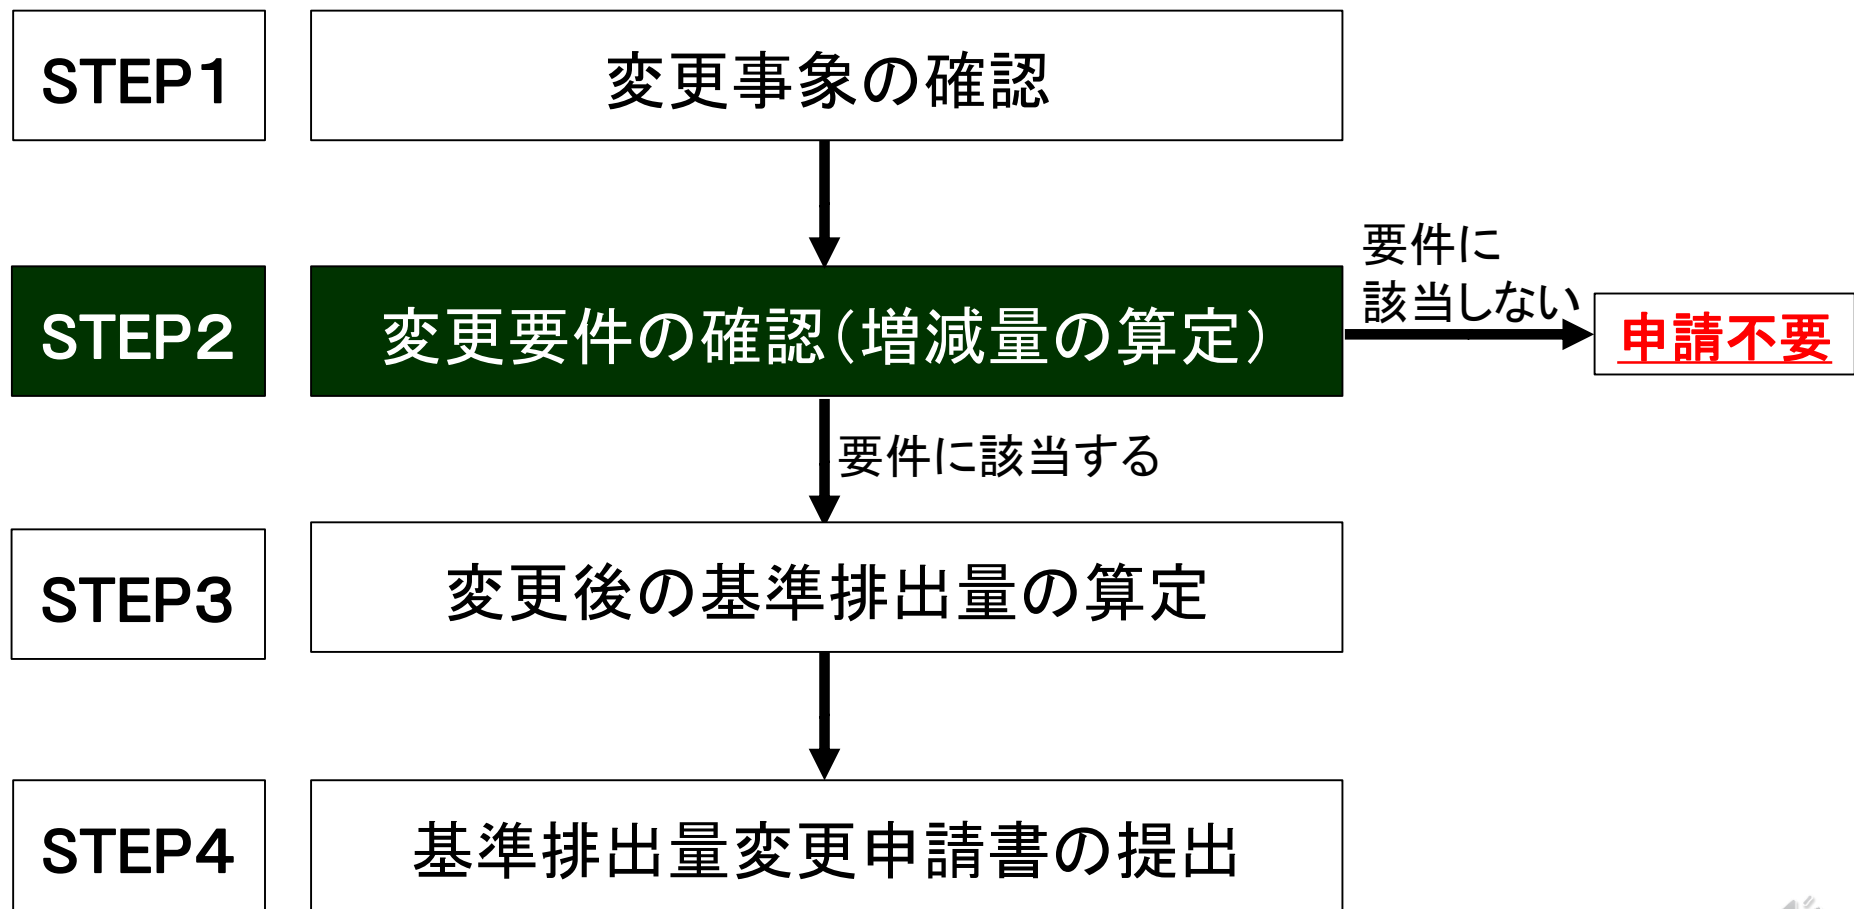 STEP1
変更事象の確認
STEP2
変更要件の確認(増減量の算定)
要件に
該当しない
申請不要
要件に該当する
STEP3
変更後の基準排出量の算定
STEP4
基準排出量変更申請書の提出